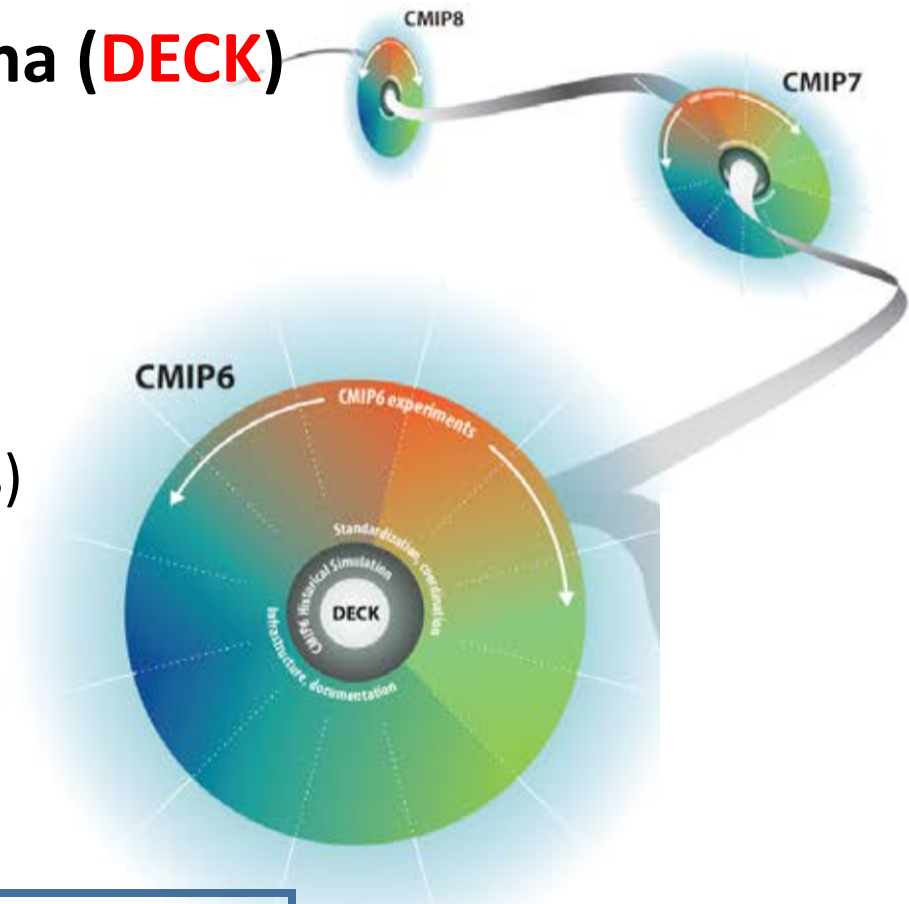 CMIP8
na (DECK)
CMIP7
CMIP6
CMIP6 experiments
)
Standardization, coordination
CMIP6 Historical Simulation
DECK
Infrastructure, documentation